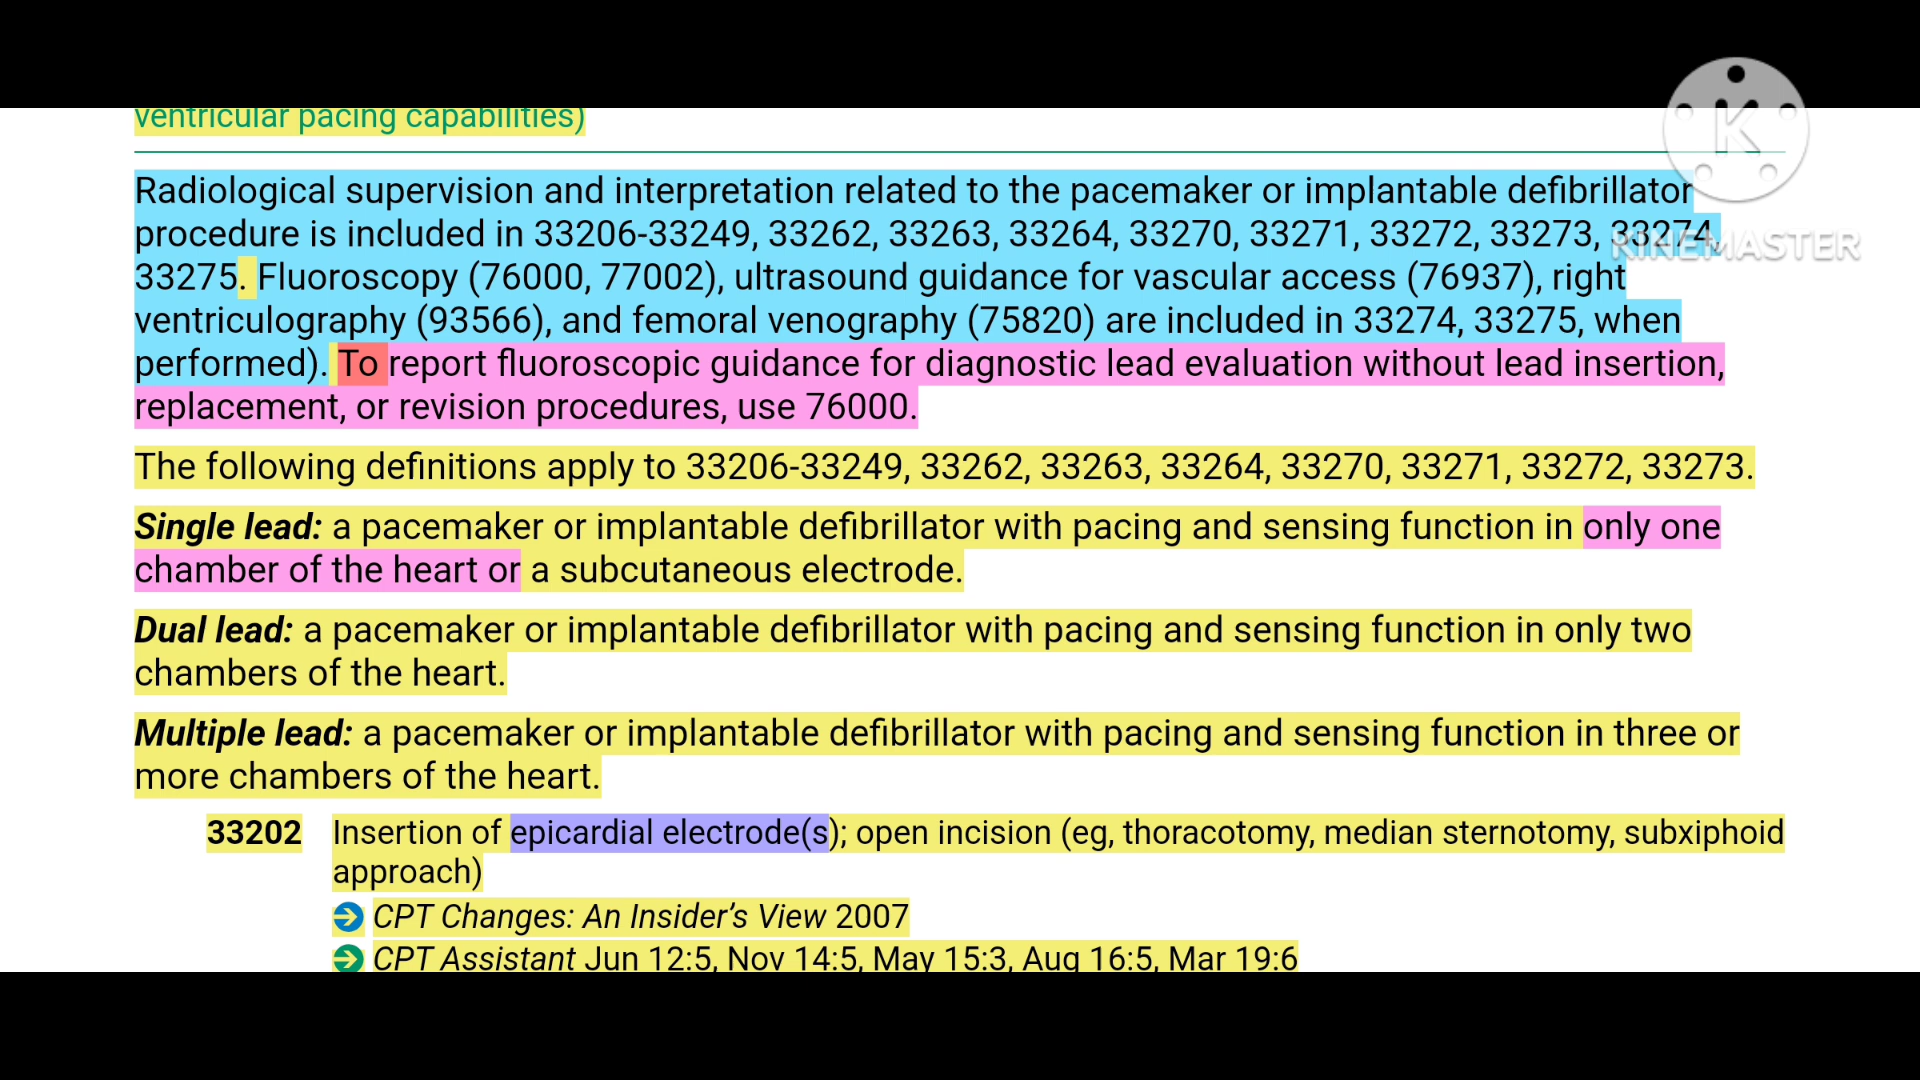 ventricular pacing capabilities)
Radiological supervision and interpretation related to the pacemaker or implantable defibrillator
procedure is included in 33206-33249, 33262, 33263, 33264, 33270, 33271, 33272, 33273, 33274,
33275. Fluoroscopy (76000, 77002), ultrasound guidance for vascular access (76937), right
ventriculography (93566), and femoral venography (75820) are included in 33274, 33275, when
performed). To report fluoroscopic guidance for diagnostic lead evaluation without lead insertion,
replacement, or revision procedures, use 76000.
The following definitions apply to 33206-33249, 33262, 33263, 33264, 33270, 33271, 33272, 33273.
Single lead: a pacemaker or implantable defibrillator with pacing and sensing function in only one
chamber of the heart or a subcutaneous electrode.
Dual lead: a pacemaker or implantable defibrillator with pacing and sensing function in only two
chambers of the heart.
Multiple lead: a pacemaker or implantable defibrillator with pacing and sensing function in three or
more chambers of the heart.
33202 Insertion of epicardial electrode(s); open incision (eg, thoracotomy, median sternotomy, subxiphoid
approach)
CPT Changes: An Insider’s View 2007
CPT Assistant Jun 12:5, Nov 14:5, May 15:3, Aug 16:5, Mar 19:6
K
KINEMASTER